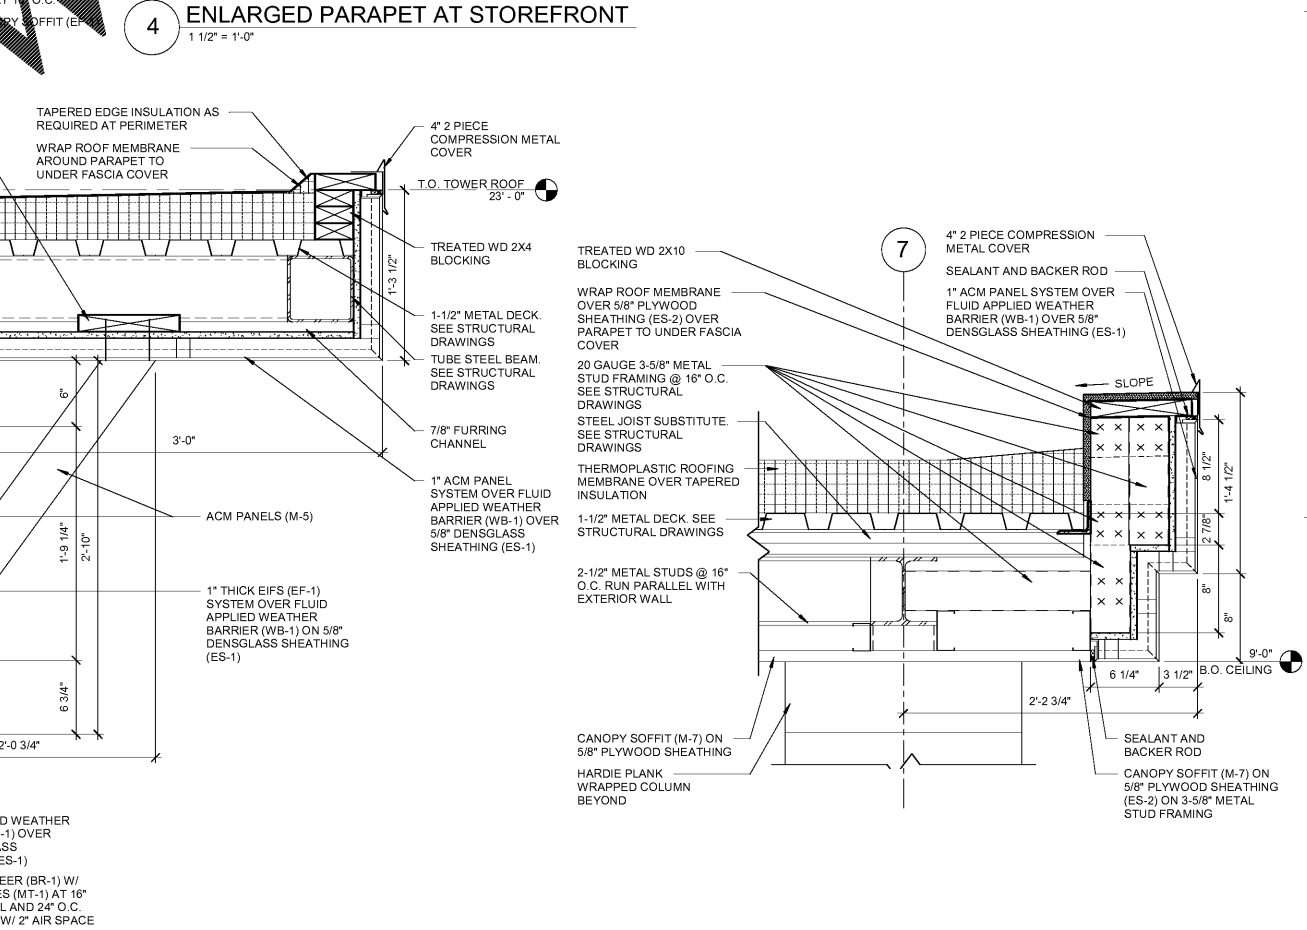 OPY SOFFIT (EF-1)
4
ENLARGED PARAPET AT STOREFRONT
1 1/2" = 1'-0"
TAPERED EDGE INSULATION AS
REQUIRED AT PERIMETER
WRAP ROOF MEMBRANE
AROUND PARAPET TO
UNDER FASCIA COVER
4" 2 PIECE
COMPRESSION METAL
COVER
T.O. TOWER ROOF
23' - 0"
TREATED WD 2X4
BLOCKING
1'-3 1/2"
1-1/2" METAL DECK.
SEE STRUCTURAL
DRAWINGS
TUBE STEEL BEAM.
SEE STRUCTURAL
DRAWINGS
7/8" FURRING
CHANNEL
1" ACM PANEL
SYSTEM OVER FLUID
APPLIED WEATHER
BARRIER (WB-1) OVER
5/8" DENSGLASS
SHEATHING (ES-1)
6"
3'-0"
ACM PANELS (M-5)
1'-9 1/4"
2'-10"
1" THICK EIFS (EF-1)
SYSTEM OVER FLUID
APPLIED WEATHER
BARRIER (WB-1) ON 5/8"
DENSGLASS SHEATHING
(ES-1)
6 3/4"
2'-0 3/4"
D WEATHER
-1) OVER
ASS
ES-1)
EER (BR-1) W/
ES (MT-1) AT 16"
L AND 24" O.C.
W/ 2" AIR SPACE
TREATED WD 2X10
BLOCKING
WRAP ROOF MEMBRANE
OVER 5/8" PLYWOOD
SHEATHING (ES-2) OVER
PARAPET TO UNDER FASCIA
COVER
20 GAUGE 3-5/8" METAL
STUD FRAMING @ 16" O.C.
SEE STRUCTURAL
DRAWINGS
STEEL JOIST SUBSTITUTE.
SEE STRUCTURAL
DRAWINGS
THERMOPLASTIC ROOFING
MEMBRANE OVER TAPERED
INSULATION
1-1/2" METAL DECK. SEE
STRUCTURAL DRAWINGS
2-1/2" METAL STUDS @ 16"
O.C. RUN PARALLEL WITH
EXTERIOR WALL
CANOPY SOFFIT (M-7) ON
5/8" PLYWOOD SHEATHING
HARDIE PLANK
WRAPPED COLUMN
BEYOND
7
4" 2 PIECE COMPRESSION
METAL COVER
SEALANT AND BACKER ROD
1" ACM PANEL SYSTEM OVER
FLUID APPLIED WEATHER
BARRIER (WB-1) OVER 5/8"
DENSGLASS SHEATHING (ES-1)
SLOPE
8 1/2"
1'-4 1/2"
2 7/8"
8"
8"
9'-0"
B.O. CEILING
6 1/4"
3 1/2"
2'-2 3/4"
SEALANT AND
BACKER ROD
CANOPY SOFFIT (M-7) ON
5/8" PLYWOOD SHEATHING
(ES-2) ON 3-5/8" METAL
STUD FRAMING